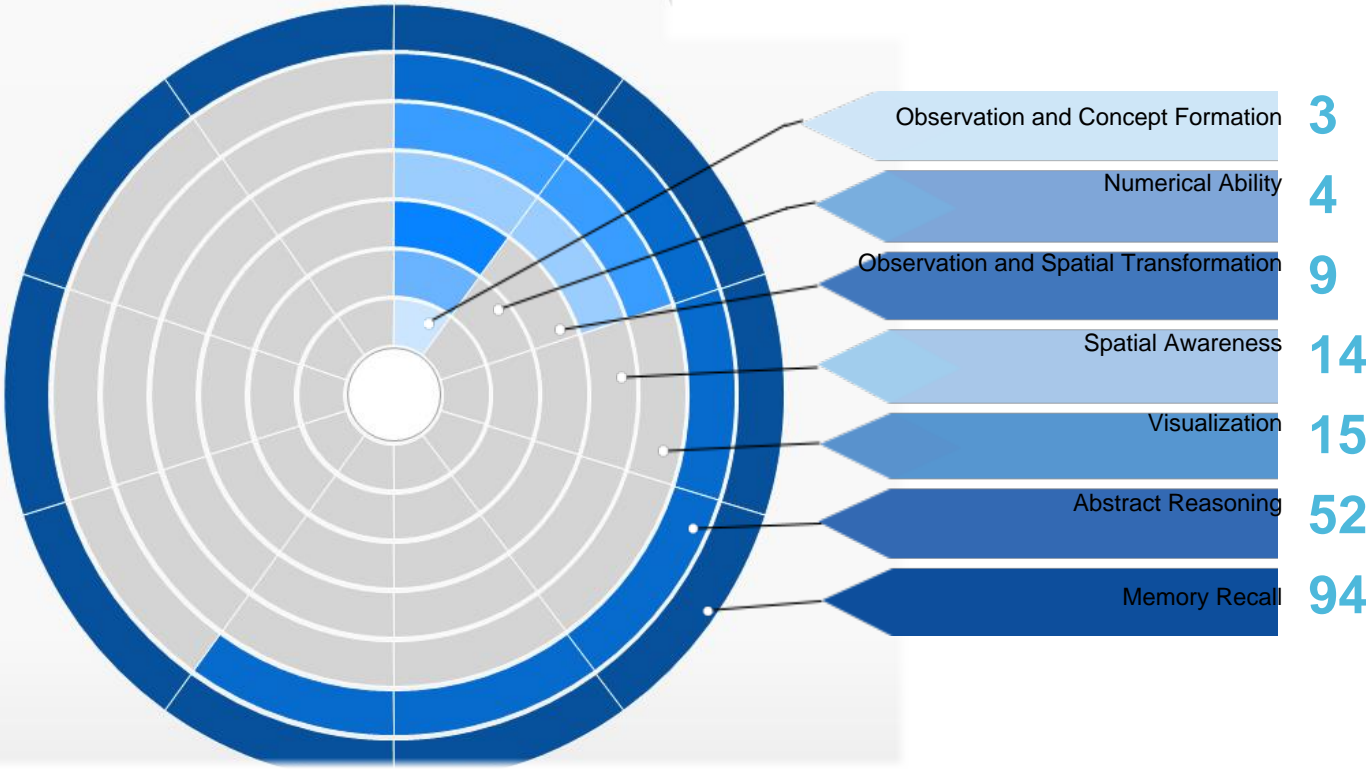 Observation and Concept Formation 3
Numerical Ability 4
Observation and Spatial Transformation 9
Spatial Awareness 14
Visualization 15
Abstract Reasoning 52
Memory Recall 94